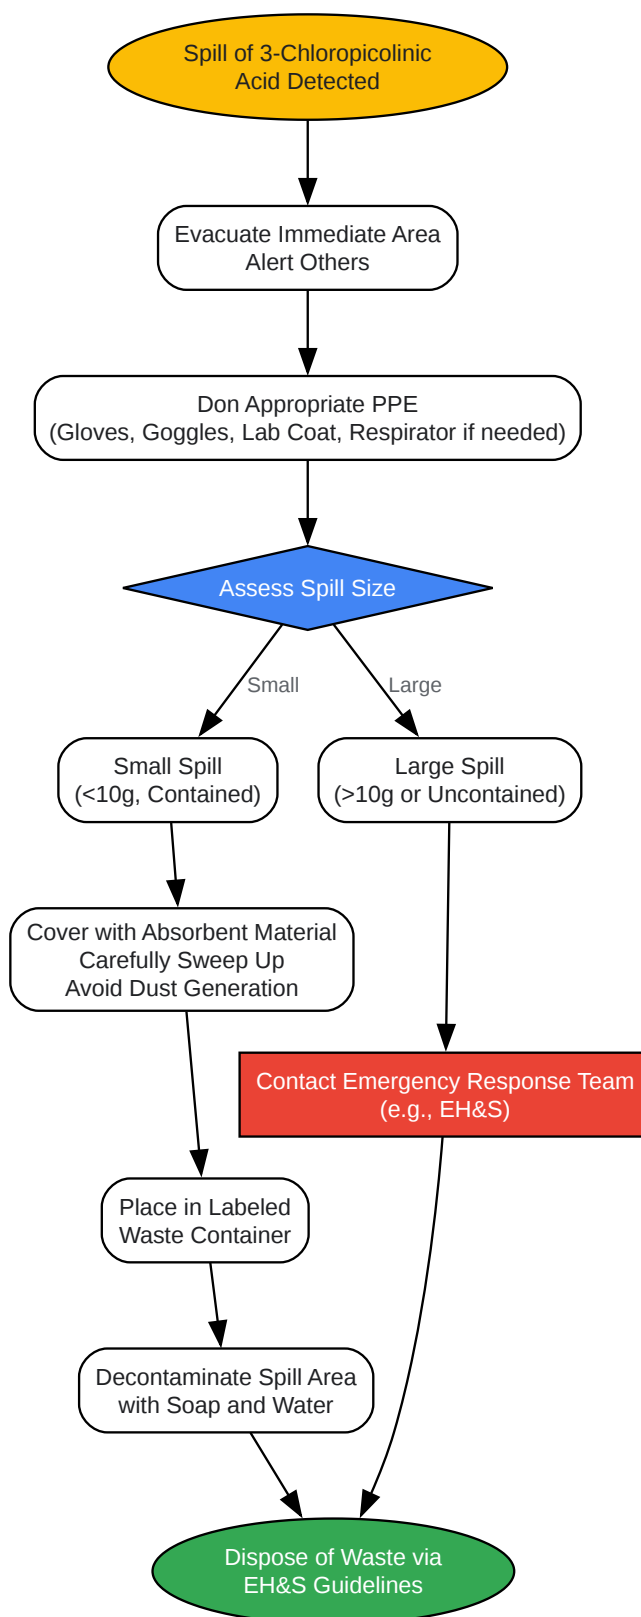 Spill of 3-Chloropicolinic
Acid Detected
Evacuate Immediate Area
Alert Others
Don Appropriate PPE
(Gloves, Goggles, Lab Coat, Respirator if needed)
Assess Spill Size
Small
Large
Small Spill
(<10g, Contained)
Large Spill
(>10g or Uncontained)
Cover with Absorbent Material
Carefully Sweep Up
Avoid Dust Generation
Contact Emergency Response Team
(e.g., EH&S)
Place in Labeled
Waste Container
Decontaminate Spill Area
with Soap and Water
Dispose of Waste via
EH&S Guidelines